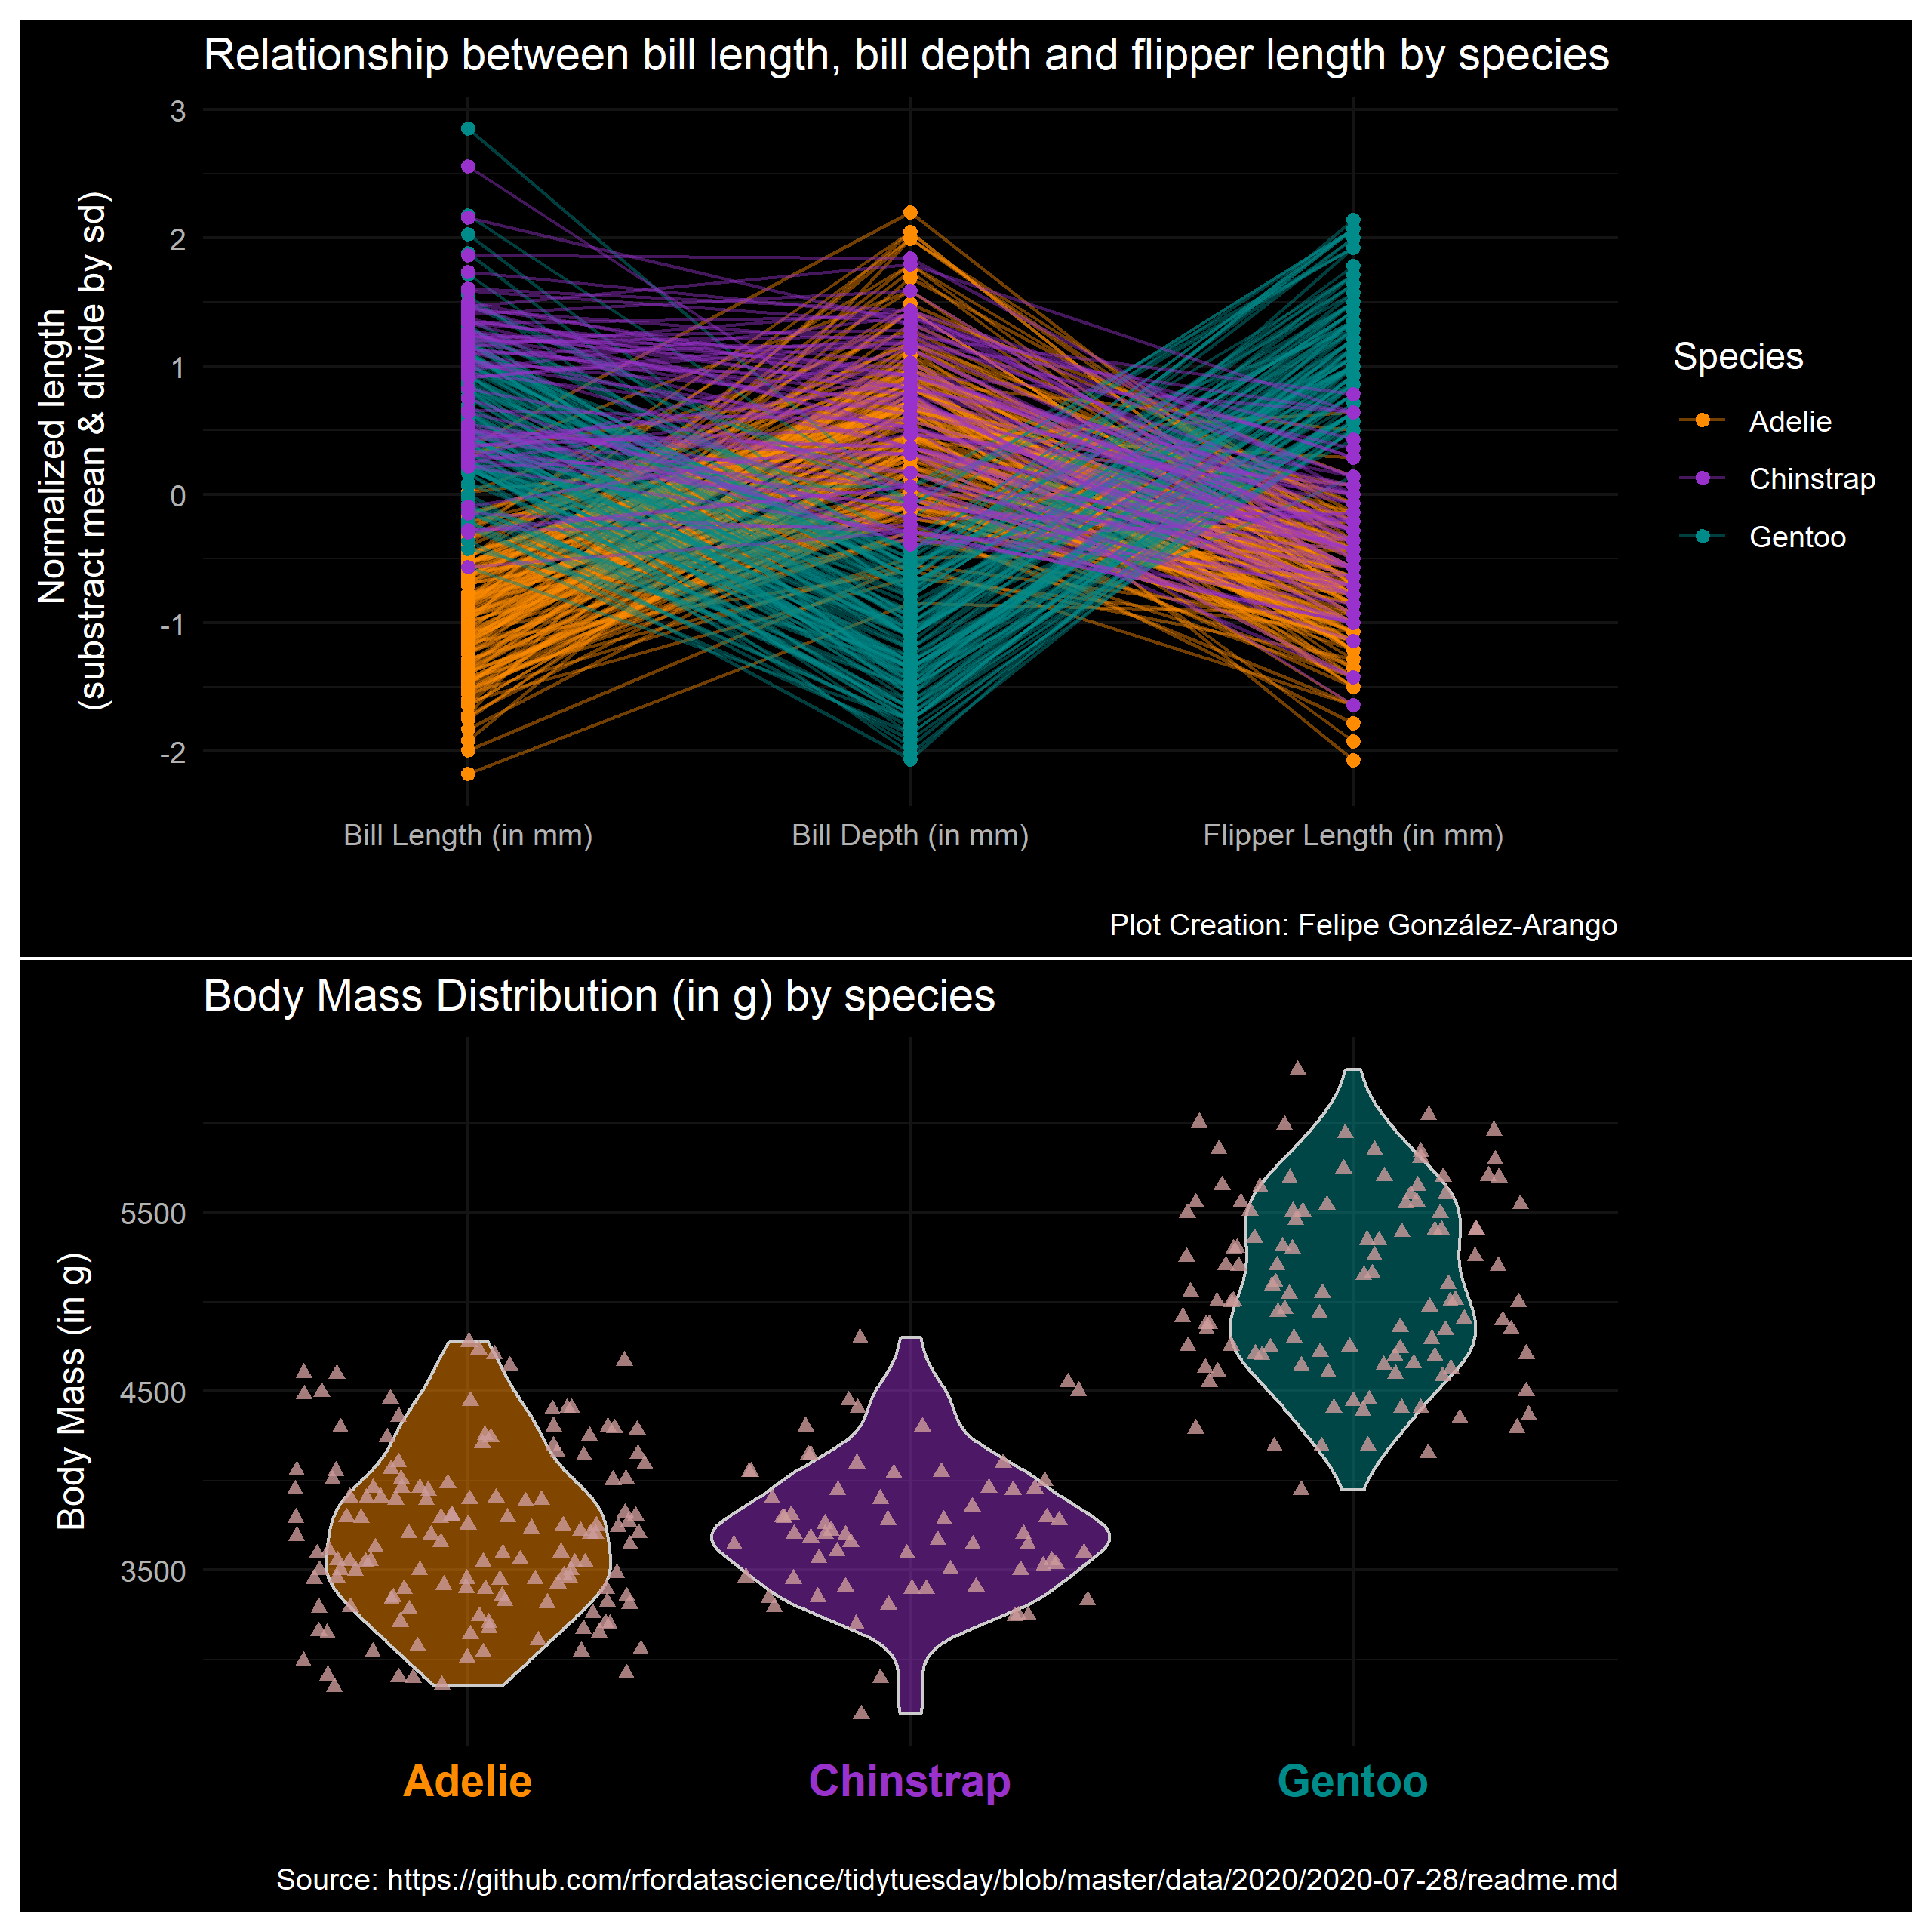 Relationship between bill length, bill depth and flipper length by species
Normalized length
(substract mean & divide by sd)
3
2
1
0
-1
-2
Bill Length (in mm)
Bill Depth (in mm)
Flipper Length (in mm)
Species
Adelie
Chinstrap
Gentoo
Plot Creation: Felipe González-Arango
Body Mass Distribution (in g) by species
Body Mass (in g)
5500
4500
3500
Adelie
Chinstrap
Gentoo
Source: https://github.com/rfordatascience/tidytuesday/blob/master/data/2020/2020-07-28/readme.md